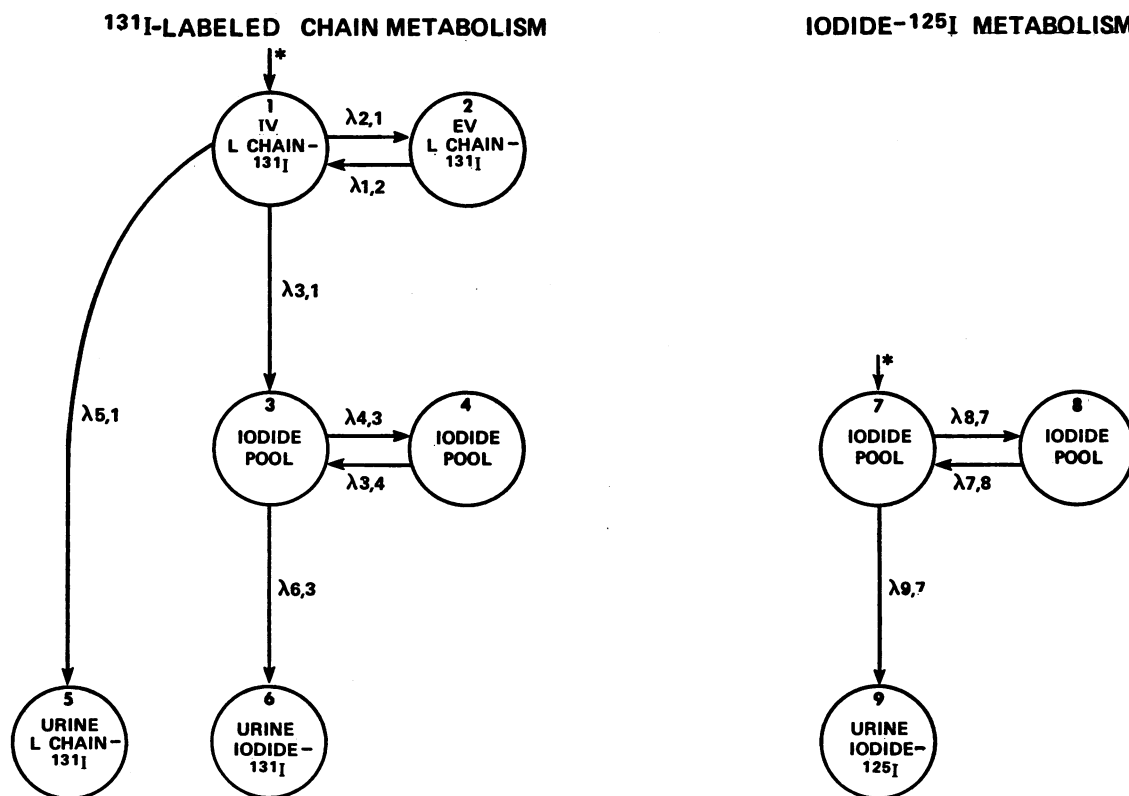 131I-LABELED CHAIN METABOLISM
IODIDE-125I METABOLISM
*
1
IV
L CHAIN-
131I
λ2,1
λ1,2
2
EV
L CHAIN-
131I
λ3,1
λ5,1
3
IODIDE
POOL
λ4,3
λ3,4
4
IODIDE
POOL
*
7
IODIDE
POOL
λ8,7
λ7,8
8
IODIDE
POOL
λ6,3
λ9,7
5
URINE
L CHAIN-
131I
6
URINE
IODIDE-
131I
9
URINE
IODIDE-
125I